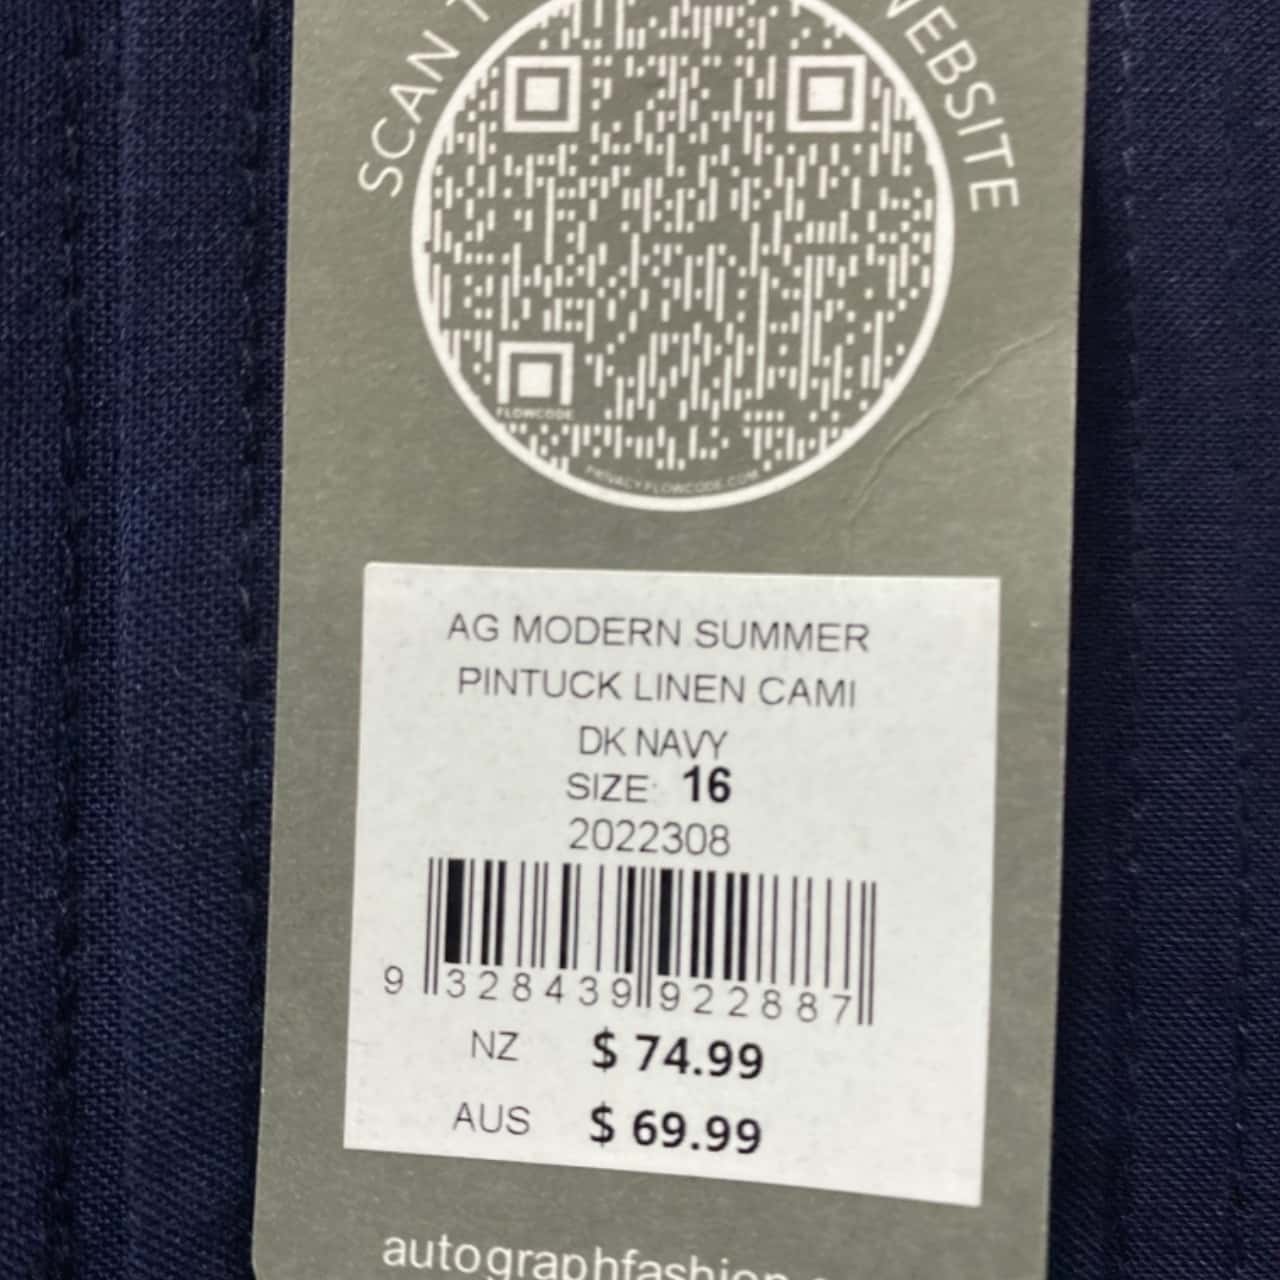 SCAN WEBSITE
FLOWCODE
PRIVACY.FLOWCODE.COM
AG MODERN SUMMER
PINTUCK LINEN CAMI
DK NAVY
SIZE: 16
2022308
9 328439 922887
NZ $ 74.99
AUS $ 69.99
autographfashion